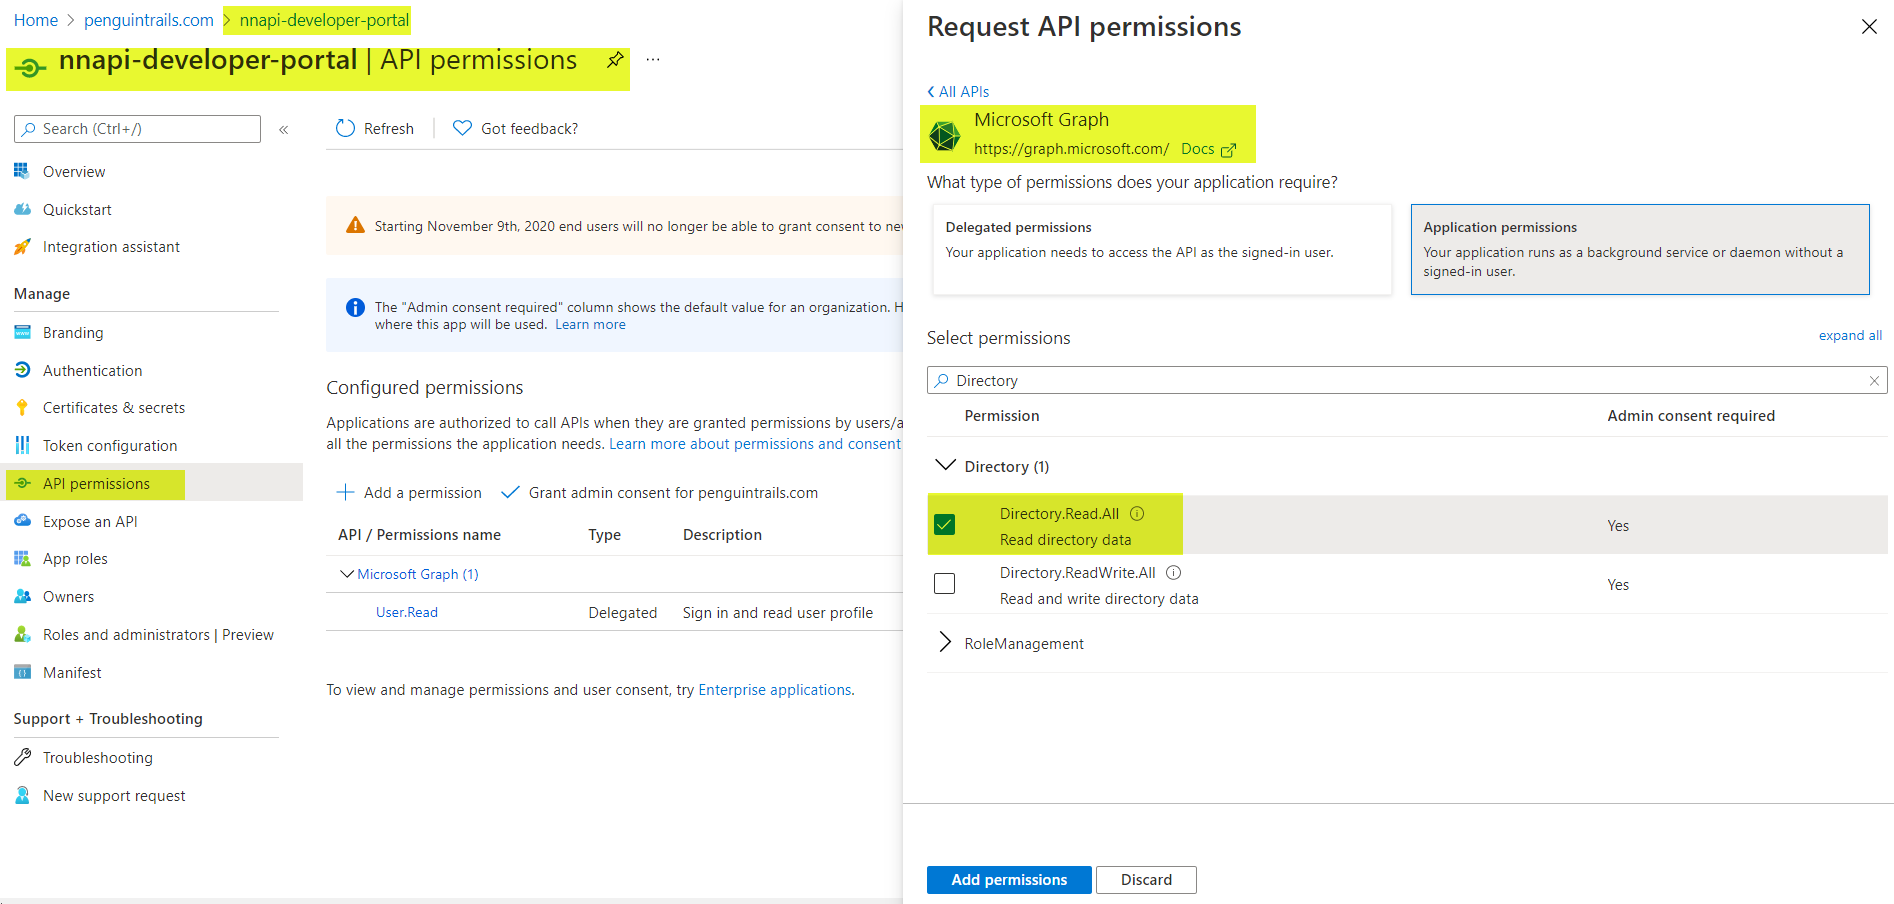 Home > penguintrails.com > nnapi-developer-portal
nnapi-developer-portal | API permissions ...
Search (Ctrl+/) «
Overview
Quickstart
Integration assistant
Manage
Branding
Authentication
Certificates & secrets
Token configuration
API permissions
Expose an API
App roles
Owners
Roles and administrators | Preview
Manifest
Support + Troubleshooting
Troubleshooting
New support request
Refresh
Got feedback?
Starting November 9th, 2020 end users will no longer be able to grant consent to
The "Admin consent required" column shows the default value for an organization.
where this app will be used. Learn more
Configured permissions
Applications are authorized to call APIs when they are granted permissions by
all the permissions the application needs. Learn more about permissions and consent
Add a permission
Grant admin consent for penguintrails.com
API / Permissions name Type Description
Microsoft Graph (1)
User.Read Delegated Sign in and read user profile
To view and manage permissions and user consent, try Enterprise applications.
Request API permissions
All APIs
Microsoft Graph
https://graph.microsoft.com/ Docs
What type of permissions does your application require?
Delegated permissions
Your application needs to access the API as the signed-in user.
Application permissions
Your application runs as a background service or daemon without a
signed-in user.
Select permissions
expand all
Directory
Permission Admin consent required
Directory (1)
Directory.Read.All
Read directory data
Yes
Directory.ReadWrite.All
Read and write directory data
Yes
RoleManagement
Add permissions
Discard